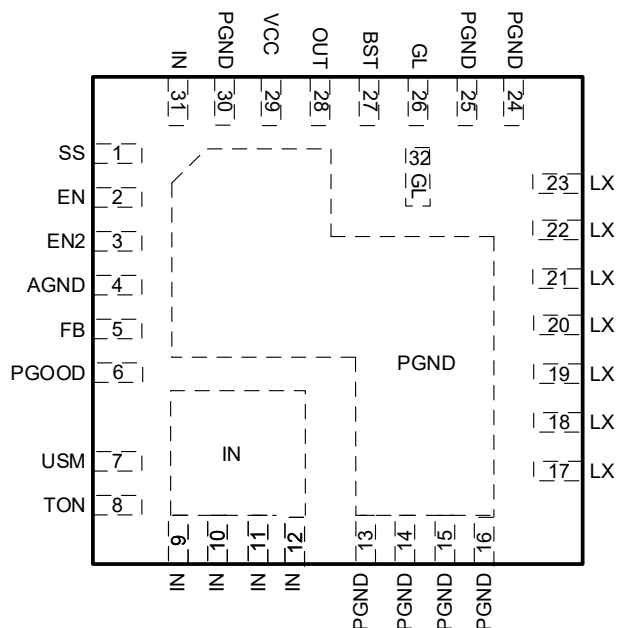 IN
PGND
VCC
OUT
BST
GL
PGND
PGND
31
30
29
28
27
26
25
24
SS 1
EN 2
EN2 3
AGND 4
FB 5
PGOOD 6
USM 7
TON 8
32
GL
23 LX
22 LX
21 LX
20 LX
19 LX
18 LX
17 LX
PGND
IN
9
10
11
12
13
14
15
16
IN
IN
IN
IN
PGND
PGND
PGND
PGND